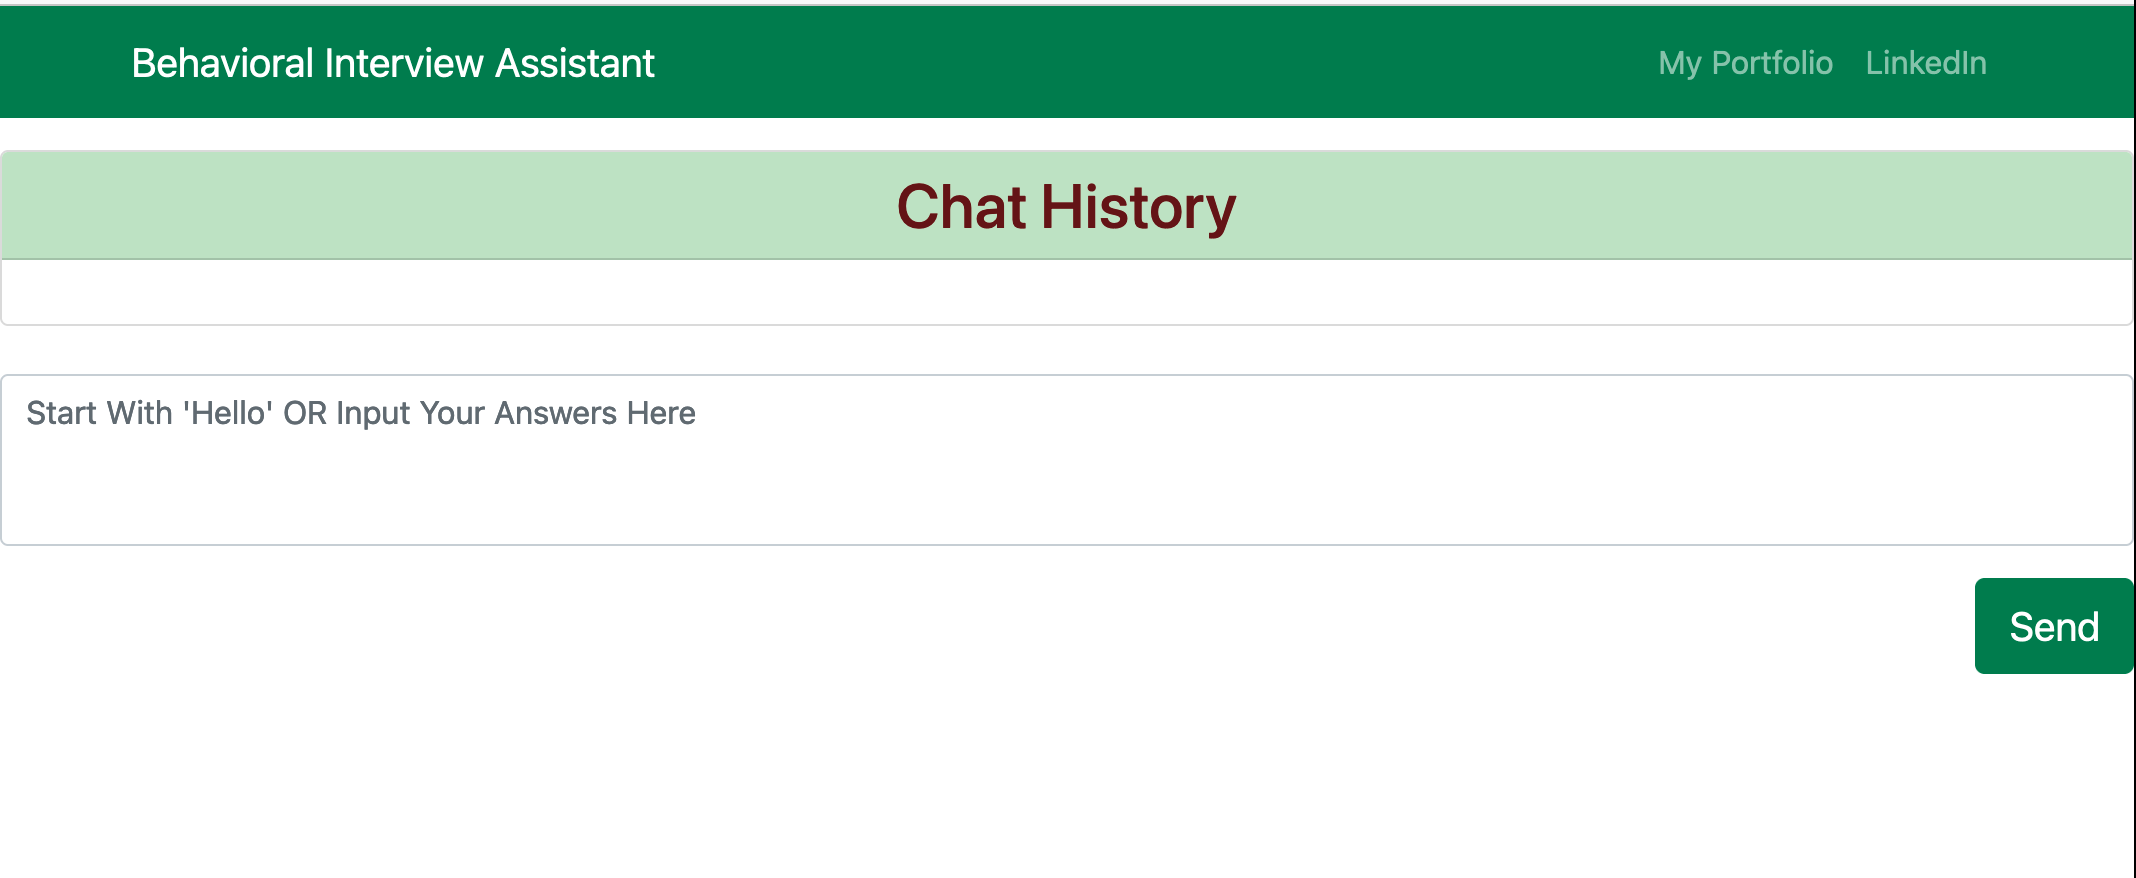 Behavioral Interview Assistant My Portfolio LinkedIn
Chat History
Start With 'Hello' OR Input Your Answers Here
Send